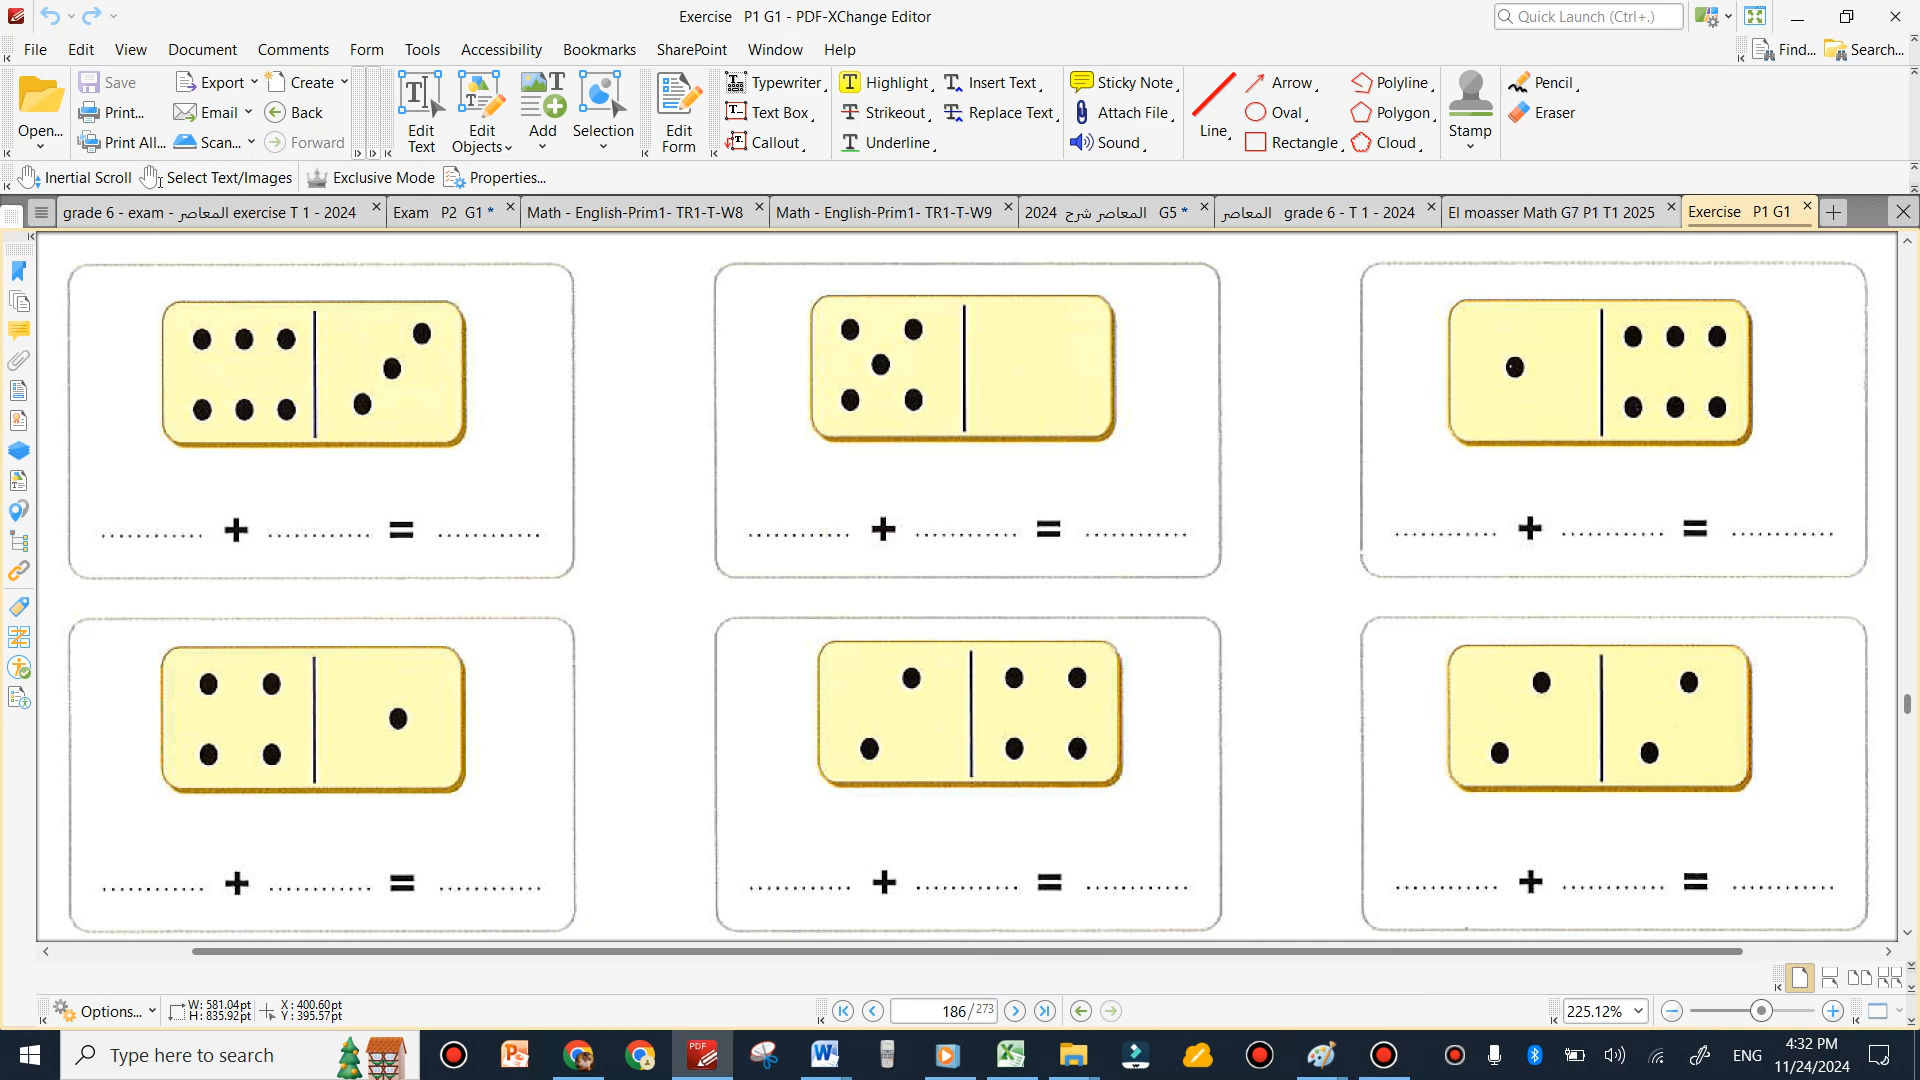 Exercise P1 G1 - PDF-XChange Editor
Quick Launch (Ctrl+.)
File Edit View Document Comments Form Tools Accessibility Bookmarks SharePoint Window Help
Find... Search...
Open...
Save Export Create
Print... Email Back
Print All... Scan... Forward
Edit Text
Edit Objects
Add
Selection
Edit Form
Typewriter Highlight Insert Text
Text Box Strikeout Replace Text
Callout Underline
Sticky Note
Attach File
Sound
Line
Arrow Polyline
Oval Polygon
Rectangle Cloud
Stamp
Pencil
Eraser
Inertial Scroll Select Text/Images Exclusive Mode Properties...
grade 6 - exam - المعاصر exercise T 1 - 2024
Exam P2 G1 *
Math - English-Prim1- TR1-T-W8
Math - English-Prim1- TR1-T-W9
2024 المعاصر شرح G5 *
المعاصر grade 6 - T 1 - 2024
El moasser Math G7 P1 T1 2025
Exercise P1 G1
........... + ........... = ...........
........... + ........... = ...........
........... + ........... = ...........
........... + ........... = ...........
........... + ........... = ...........
........... + ........... = ...........
Options...
W: 581.04pt
H: 835.92pt
X: 400.60pt
Y: 395.57pt
186 / 273
225.12%
Type here to search
PDF
ENG
4:32 PM
11/24/2024